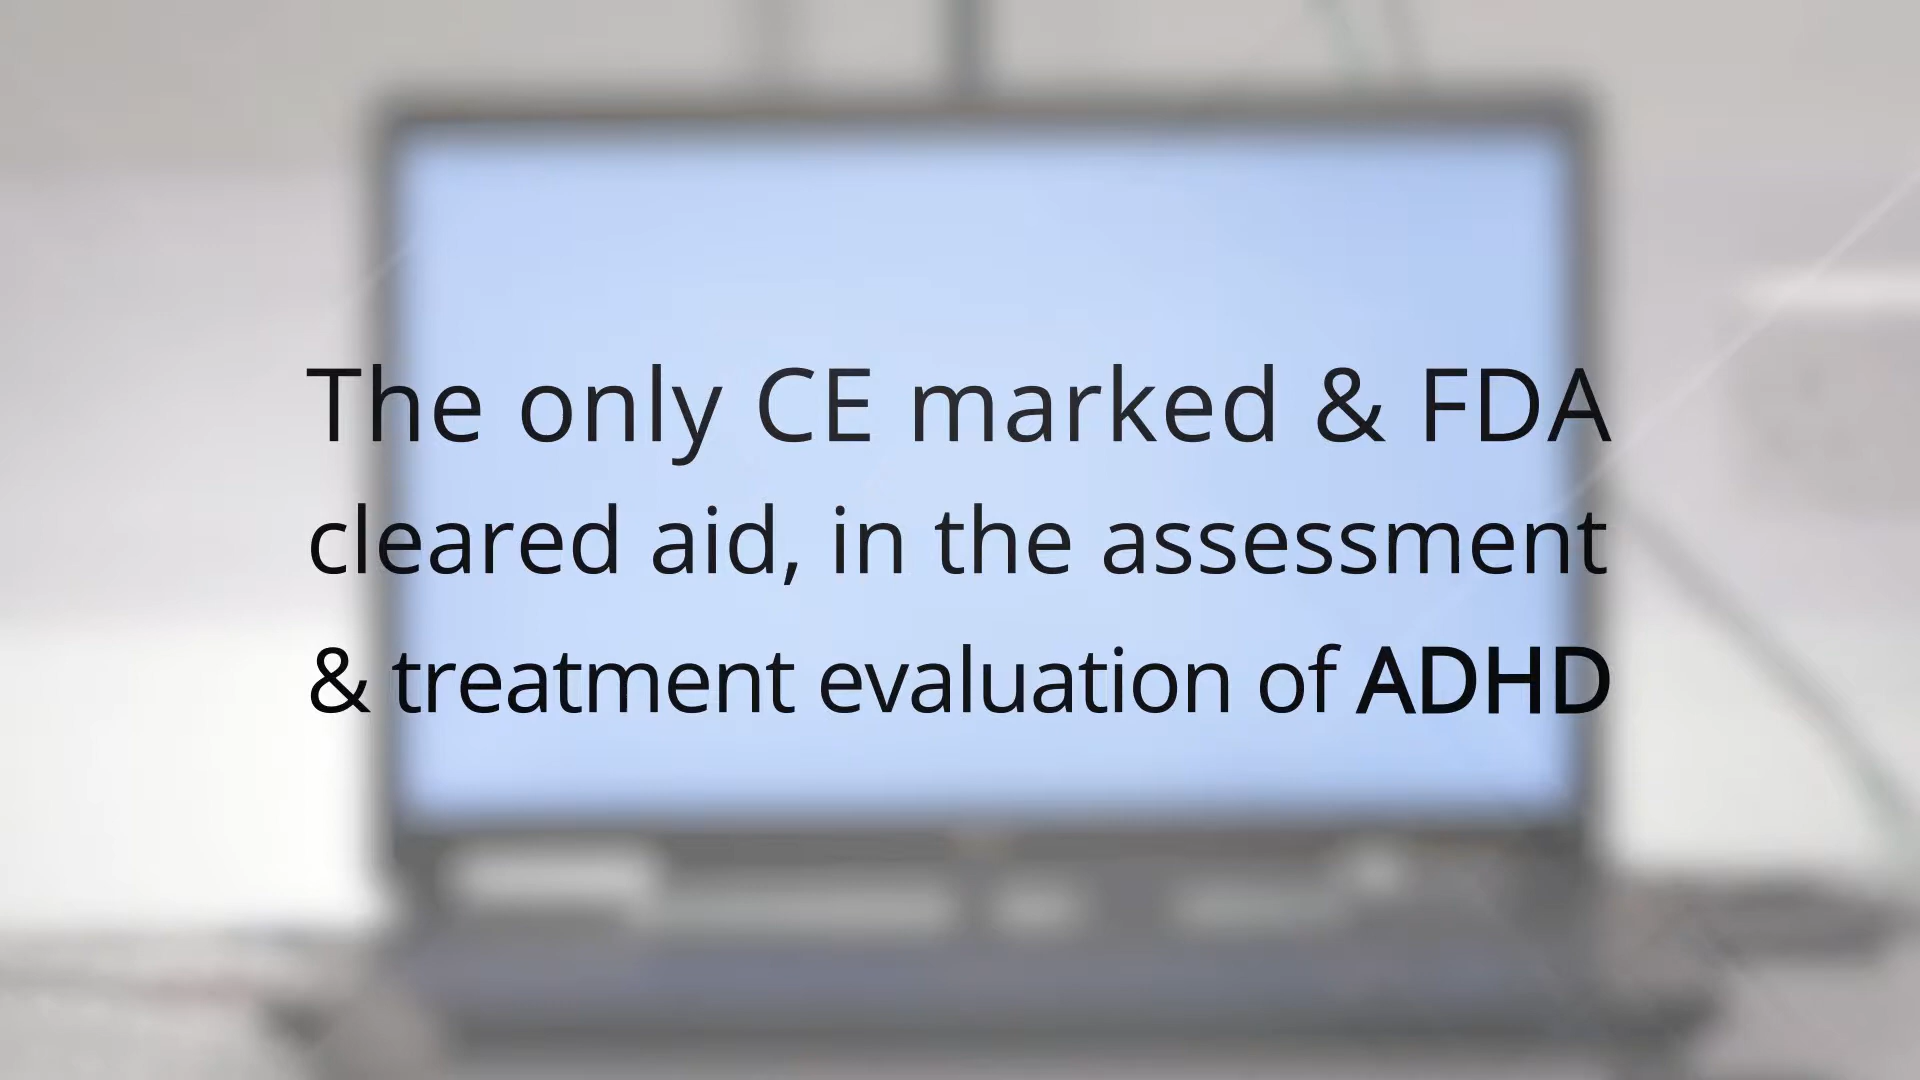 The only CE marked & FDA
cleared aid, in the assessment
& treatment evaluation of ADHD